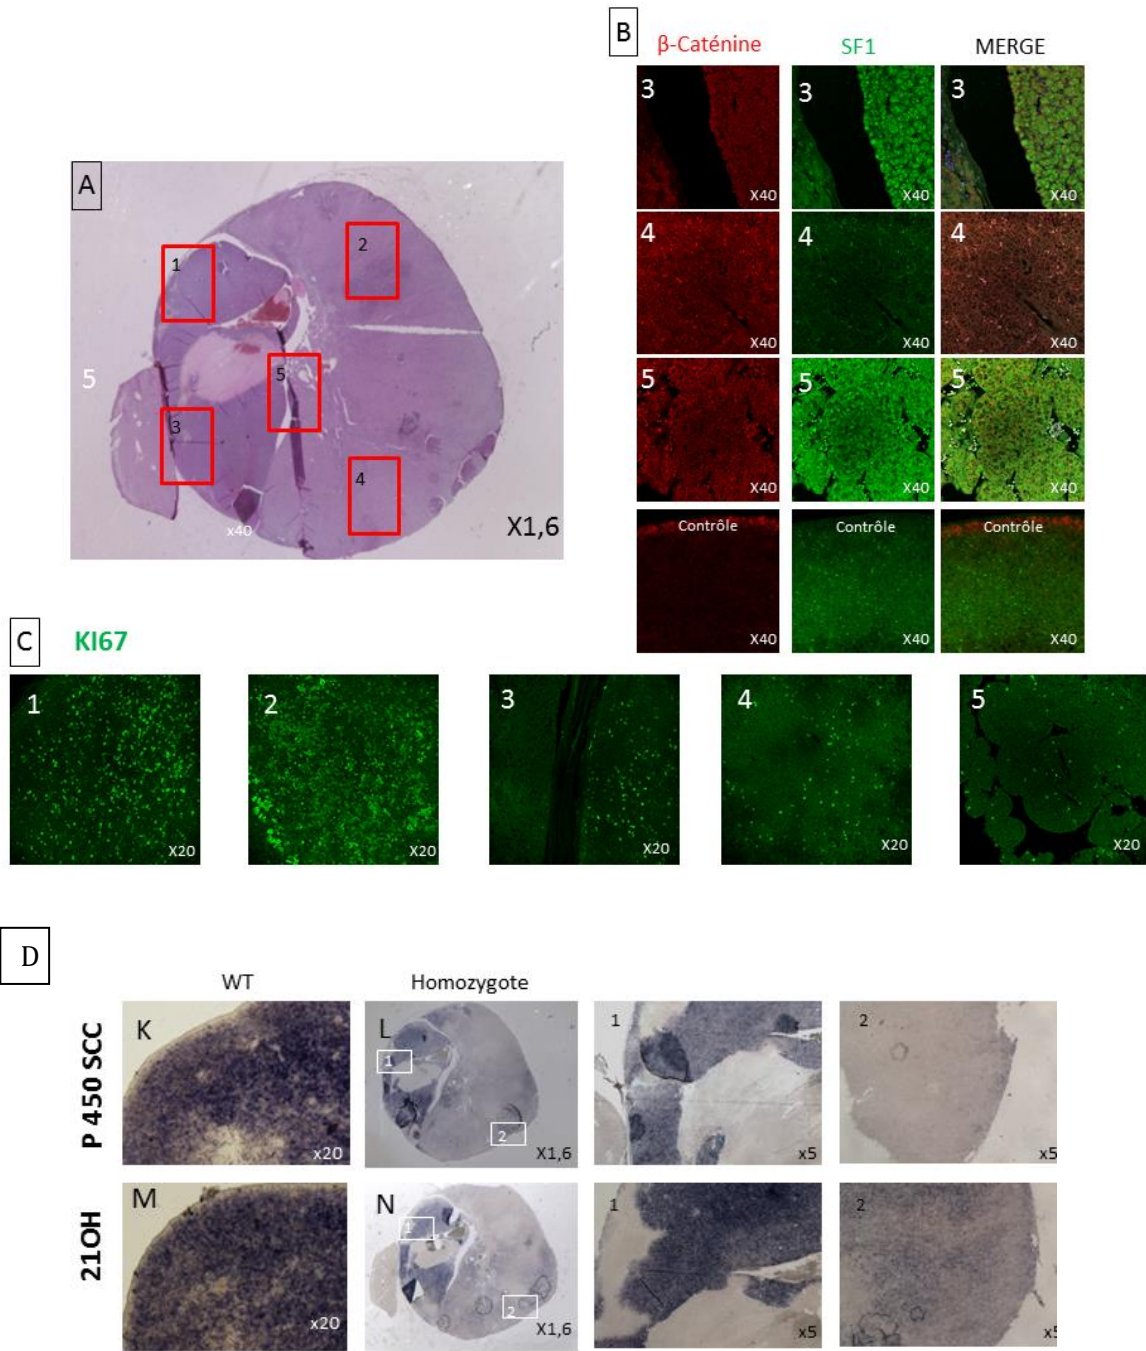 A
1
2
3
4
5
5
x40
X1,6
B
β-Caténine SF1 MERGE
3 3 3
X40 X40 X40
4 4 4
X40 X40 X40
5 5 5
X40 X40 X40
Contrôle Contrôle Contrôle
X40 X40 X40
C KI67
1 2 3 4 5
X20 X20 X20 X20 X20
D
WT Homozygote
P 450 SCC
K L 1 2
1
2
x20 X1,6 x5 x5
21OH
M N 1 2
1
2
x20 X1,6 x5